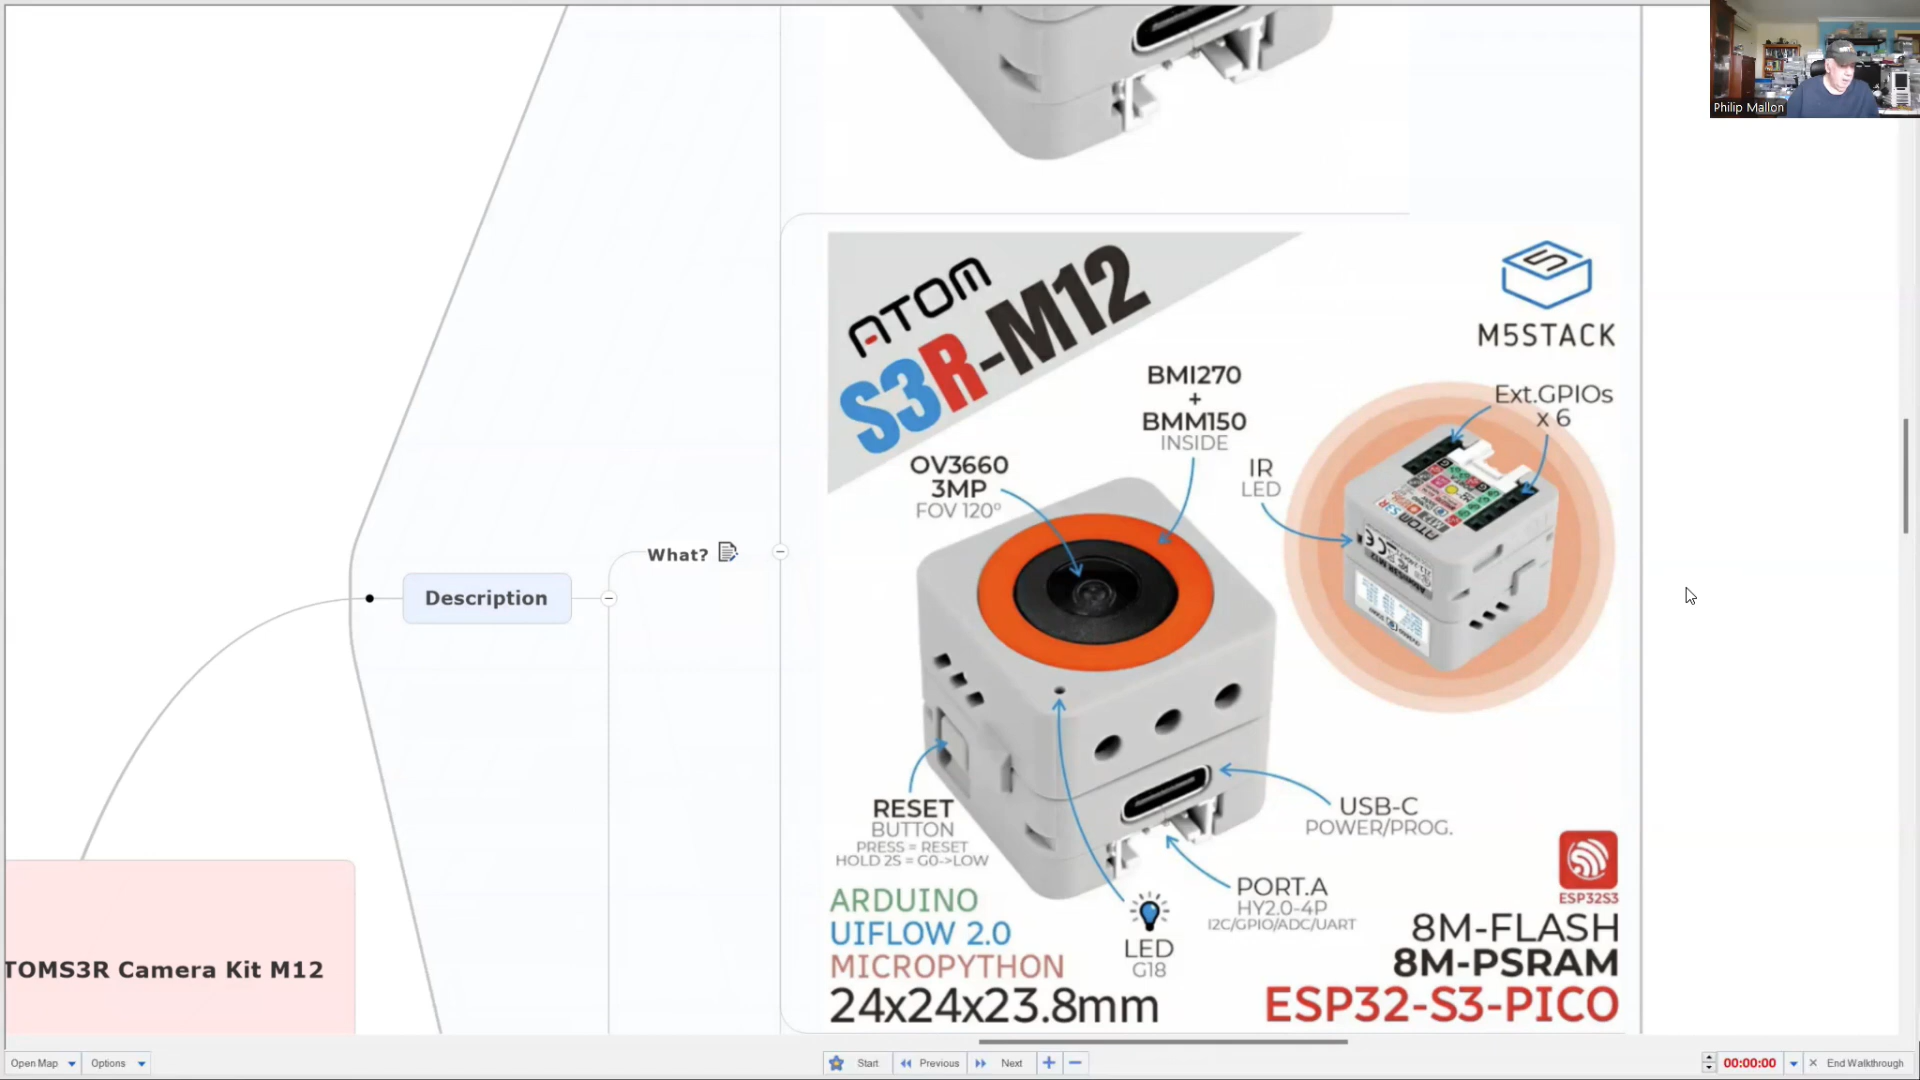 Philip Mallon
ATOM
S3R-M12
M5STACK
BMI270
+
BMM150
INSIDE
Ext.GPIOs
x 6
OV3660
3MP
FOV 120°
IR
LED
What?
Description
RESET
BUTTON
PRESS = RESET
HOLD 2S = G0->LOW
USB-C
POWER/PROG.
PORT.A
HY2.0-4P
I2C/GPIO/ADC/UART
LED
G18
ESP32S3
ARDUINO
UIFLOW 2.0
MICROPYTHON
24x24x23.8mm
8M-FLASH
8M-PSRAM
ESP32-S3-PICO
TOMS3R Camera Kit M12
Open Map
Options
Start
Previous
Next
00:00:00
End Walkthrough